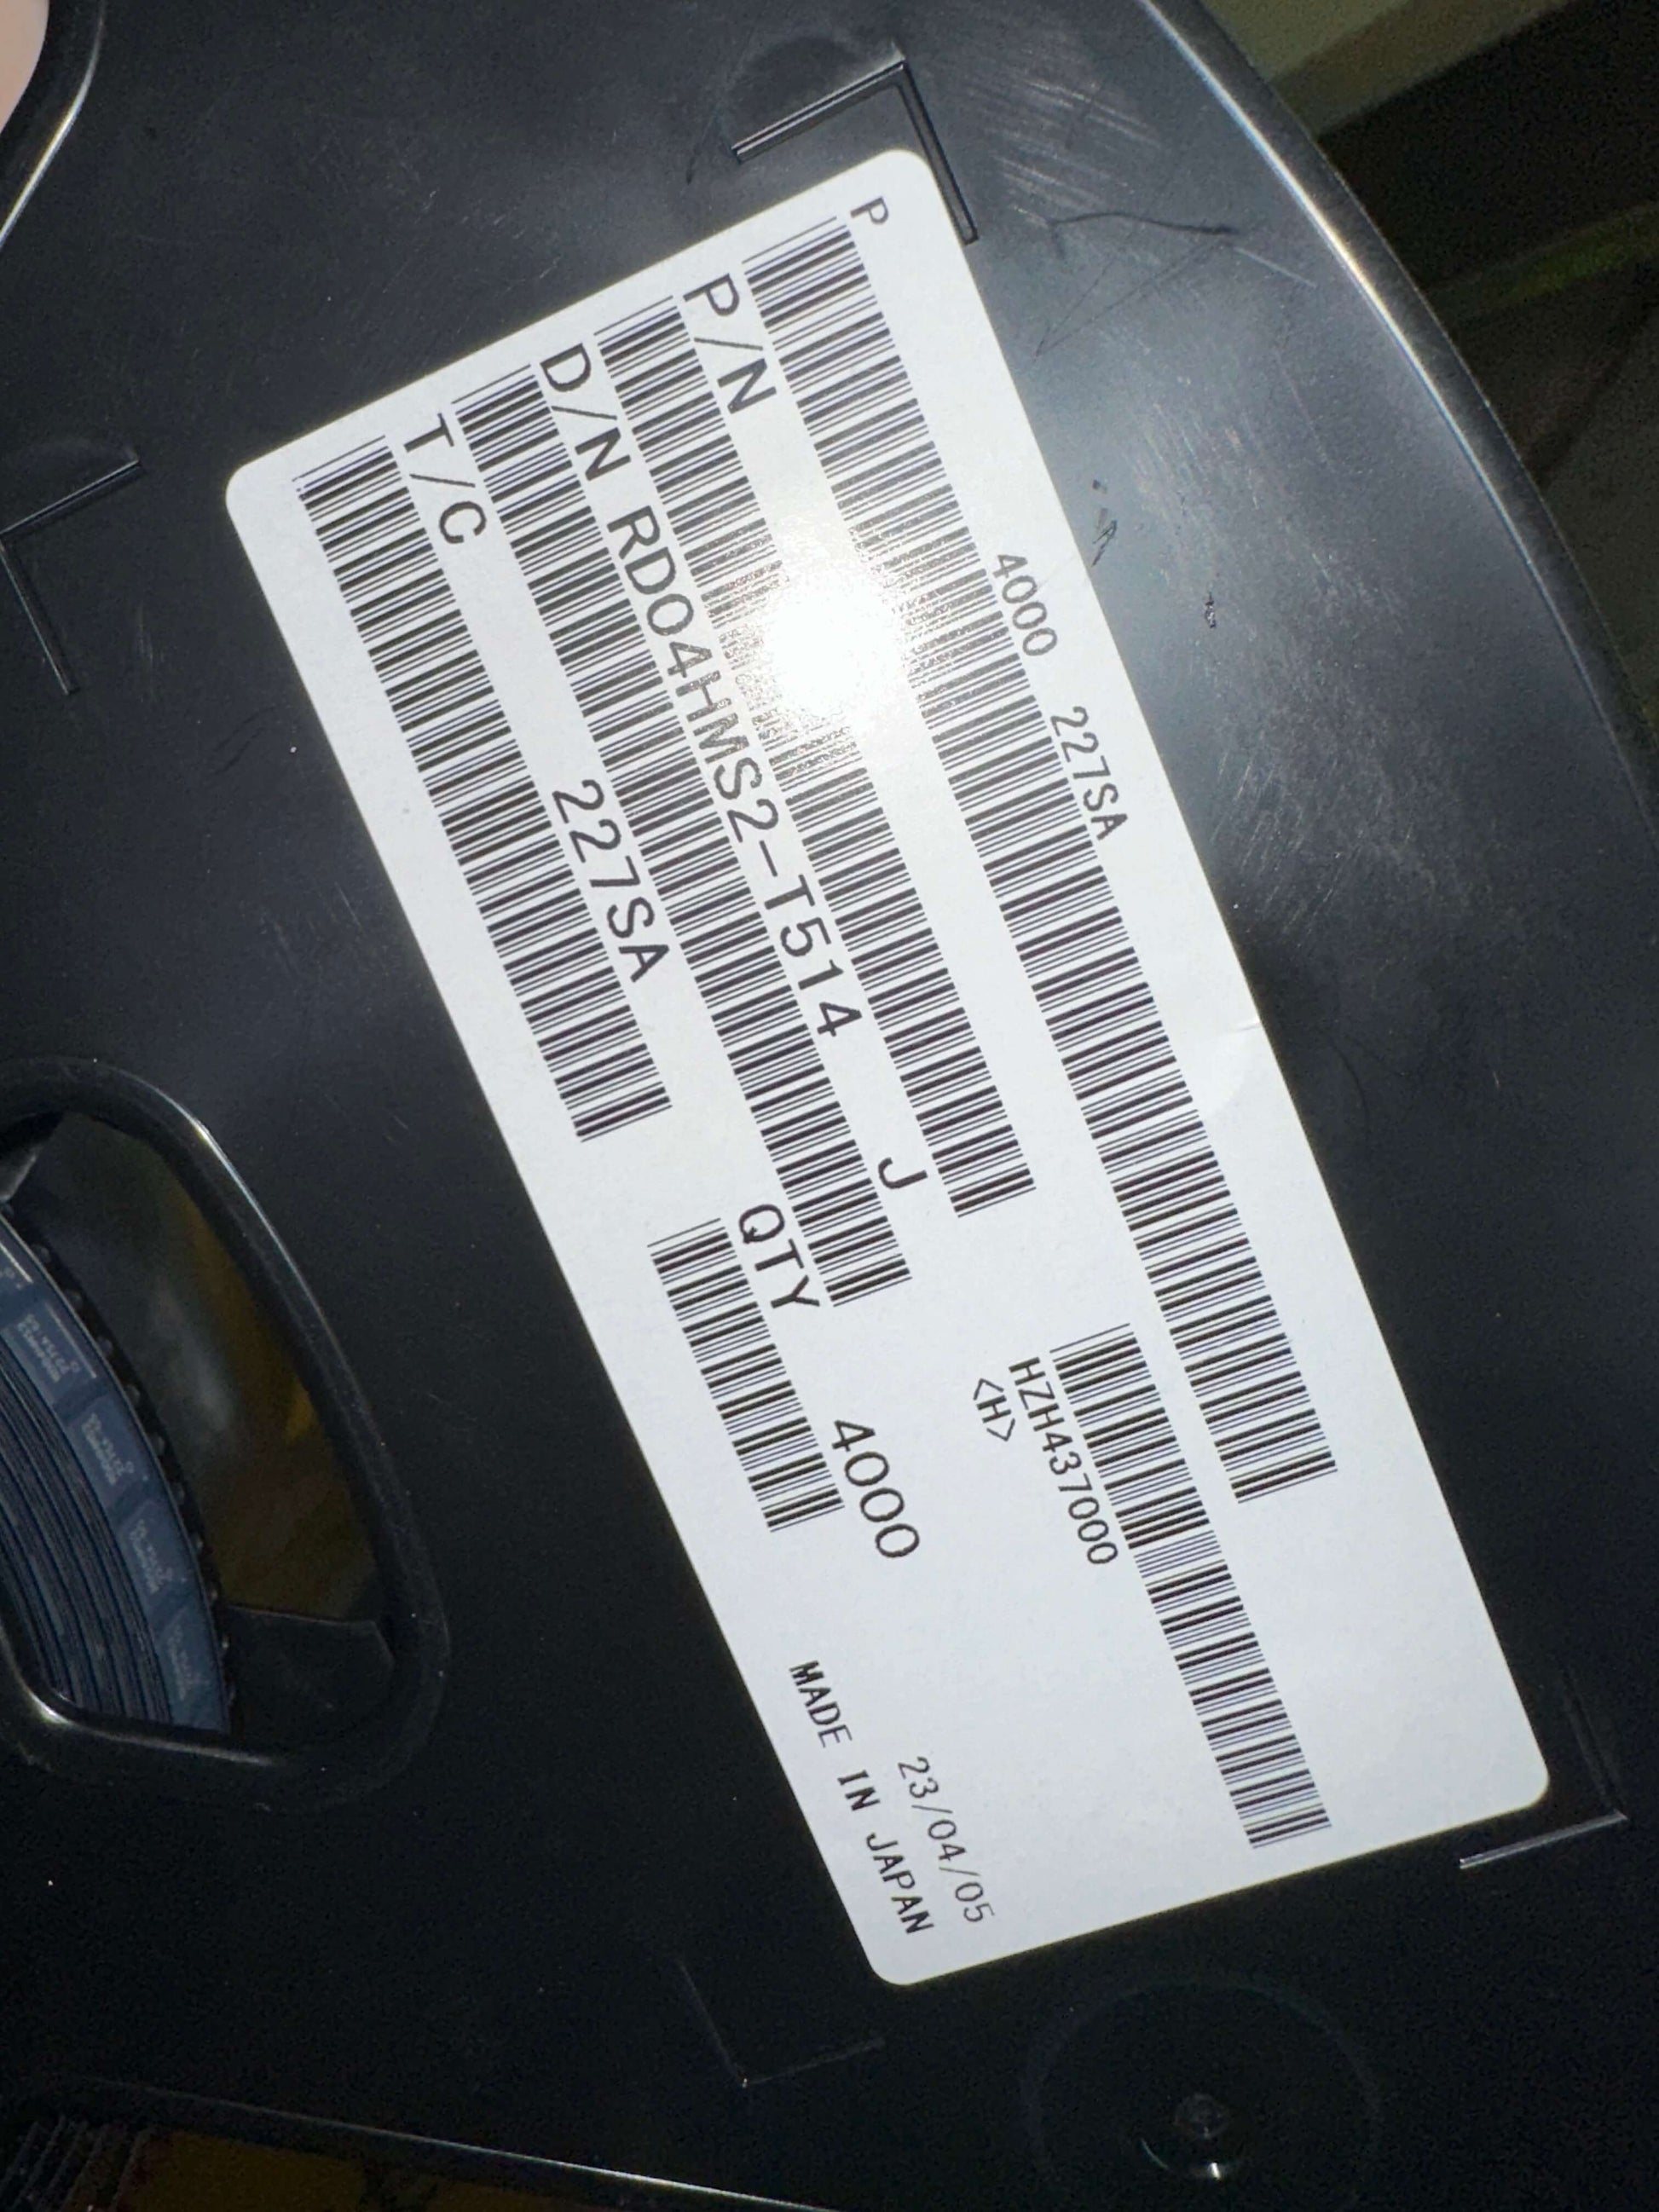 P 4000 227SA
P/N
HZH437000
<H>
D/N RD04HMS2-T514 J
T/C 227SA QTY 4000
23/04/05
MADE IN JAPAN